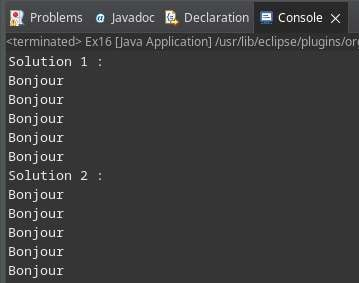 Problems Javadoc Declaration Console
<terminated> Ex16 [Java Application] /usr/lib/eclipse/plugins/or
Solution 1 :
Bonjour
Bonjour
Bonjour
Bonjour
Bonjour
Solution 2 :
Bonjour
Bonjour
Bonjour
Bonjour
Bonjour